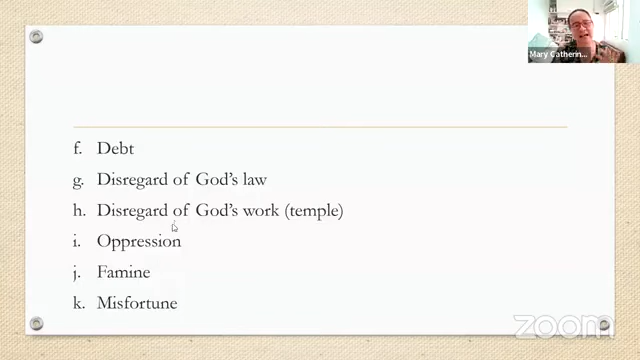 Mary Catherin...
f. Debt
g. Disregard of God's law
h. Disregard of God's work (temple)
i. Oppression
j. Famine
k. Misfortune
zoom